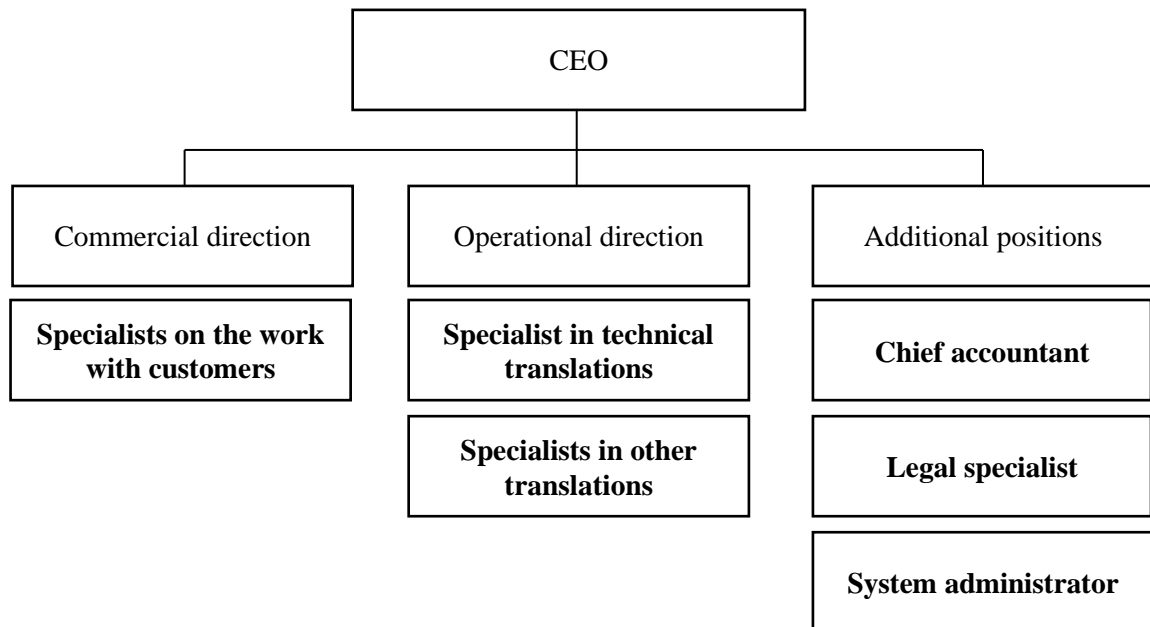 CEO
Commercial direction
Operational direction
Additional positions
Specialists on the work
with customers
Specialist in technical
translations
Chief accountant
Specialists in other
translations
Legal specialist
System administrator